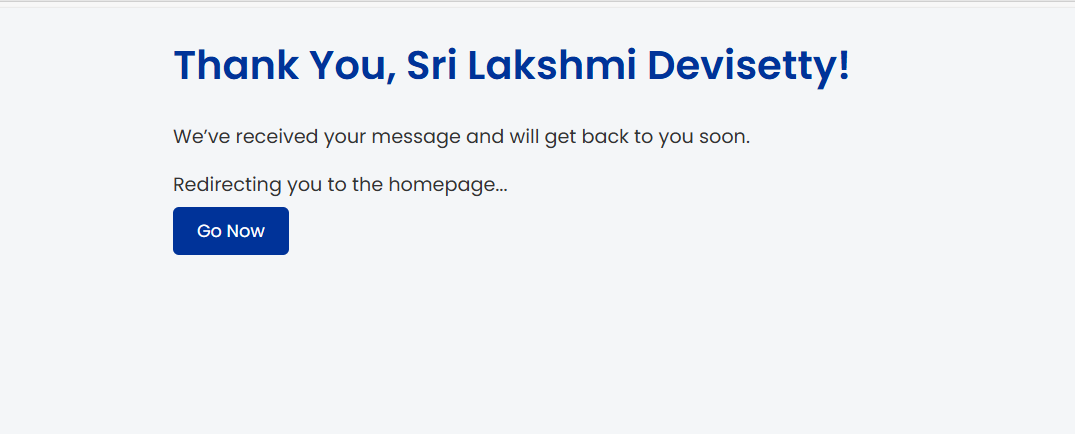 Thank You, Sri Lakshmi Devisetty!
We’ve received your message and will get back to you soon.
Redirecting you to the homepage...
Go Now